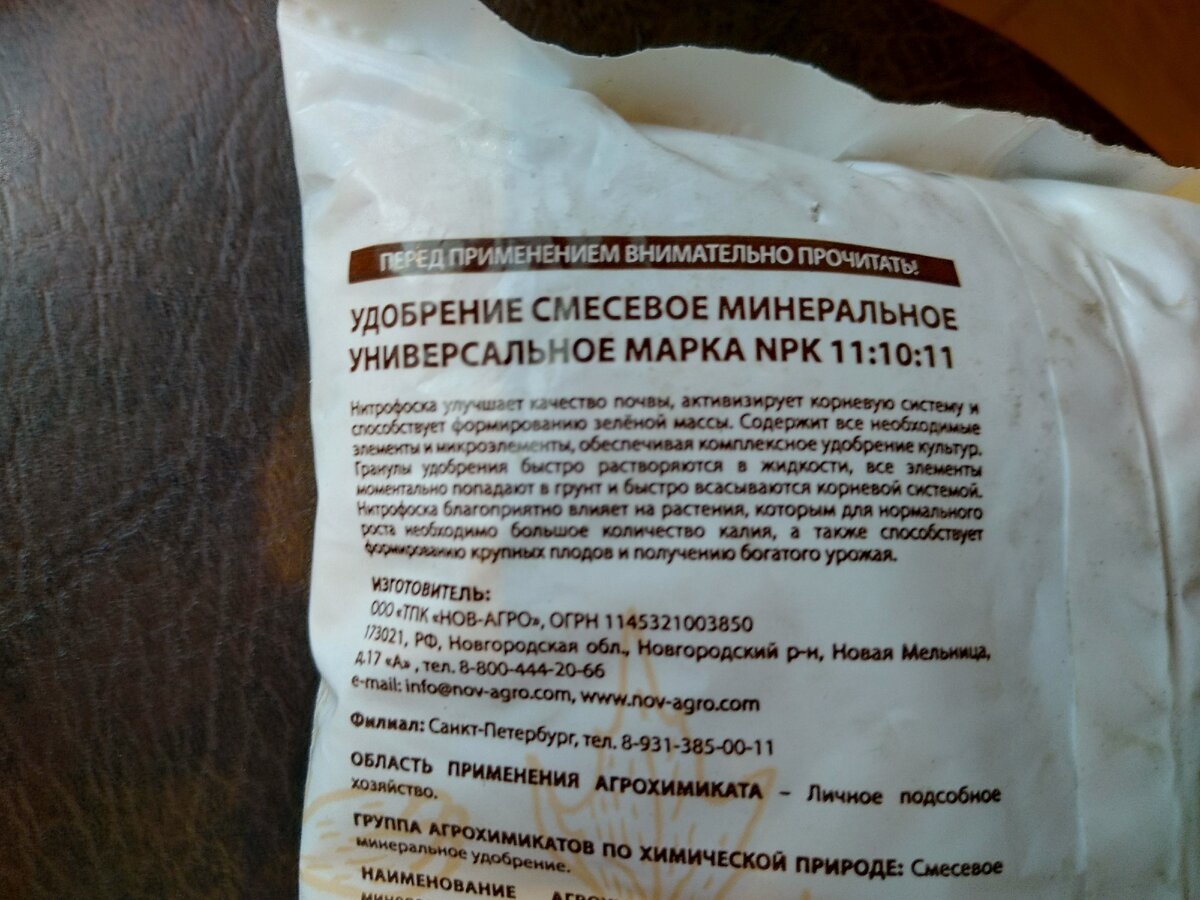 ПЕРЕД ПРИМЕНЕНИЕМ ВНИМАТЕЛЬНО ПРОЧИТАТЬ!
УДОБРЕНИЕ СМЕСЕВОЕ МИНЕРАЛЬНОЕ
УНИВЕРСАЛЬНОЕ МАРКА NPK 11:10:11
Нитрофоска улучшает качество почвы, активизирует корневую систему и
способствует формированию зелёной массы. Содержит все необходимые
элементы и микроэлементы, обеспечивая комплексное удобрение культур.
Гранулы удобрения быстро растворяются в жидкости, все элементы
моментально попадают в грунт и быстро всасываются корневой системой.
Нитрофоска благоприятно влияет на растения, которым для нормального
роста необходимо большое количество калия, а также способствует
формированию крупных плодов и получению богатого урожая.
ИЗГОТОВИТЕЛЬ:
ООО «ТПК «НОВ-АГРО», ОГРН 1145321003850
173021, РФ, Новгородская обл., Новгородский р-н, Новая Мельница,
д.17 «А» , тел. 8-800-444-20-66
e-mail: info@nov-agro.com, www.nov-agro.com
Филиал: Санкт-Петербург, тел. 8-931-385-00-11
ОБЛАСТЬ ПРИМЕНЕНИЯ АГРОХИМИКАТА – Личное подсобное
хозяйство.
ГРУППА АГРОХИМИКАТОВ ПО ХИМИЧЕСКОЙ ПРИРОДЕ: Смесевое
минеральное удобрение.
НАИМЕНОВАНИЕ